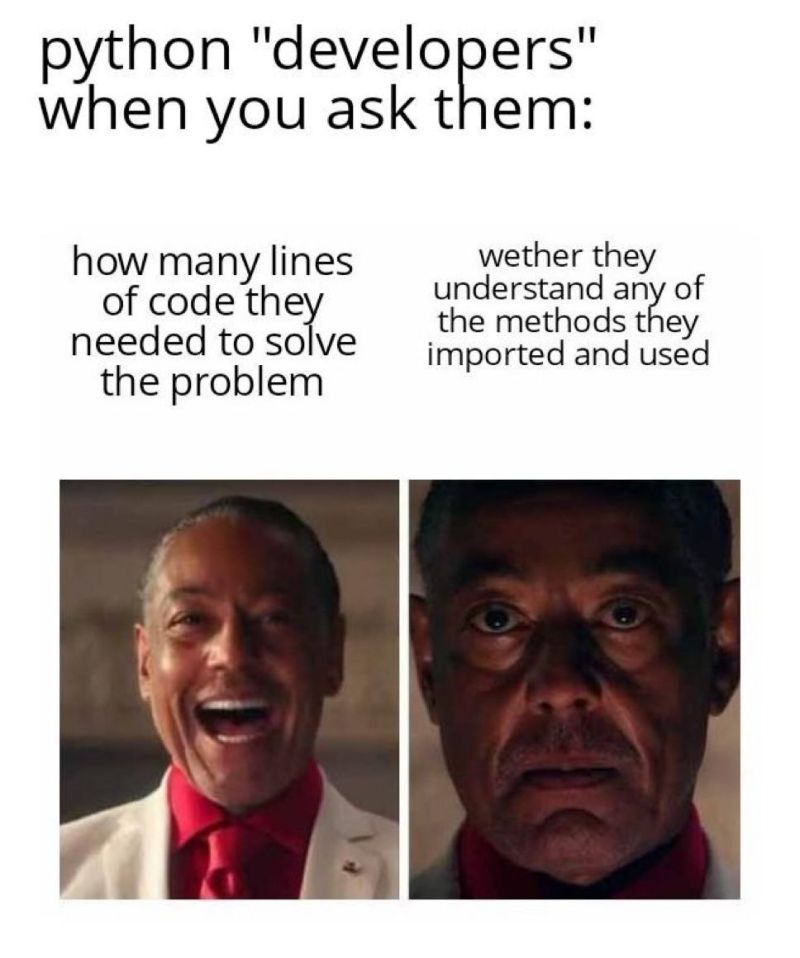 python "developers"
when you ask them:
how many lines
of code they
needed to solve
the problem
wether they
understand any of
the methods they
imported and used